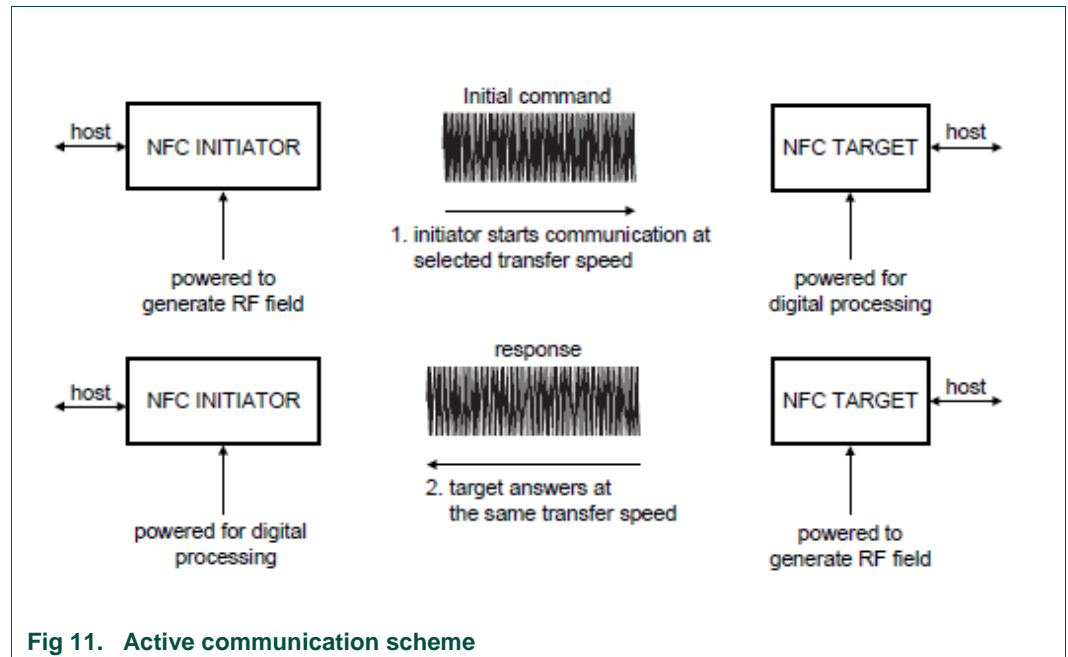 Initial command
host
NFC INITIATOR
NFC TARGET
host
1. initiator starts communication at
selected transfer speed
powered to
generate RF field
powered for
digital processing
response
host
NFC INITIATOR
NFC TARGET
host
2. target answers at
the same transfer speed
powered for digital
processing
powered to
generate RF field
Fig 11. Active communication scheme